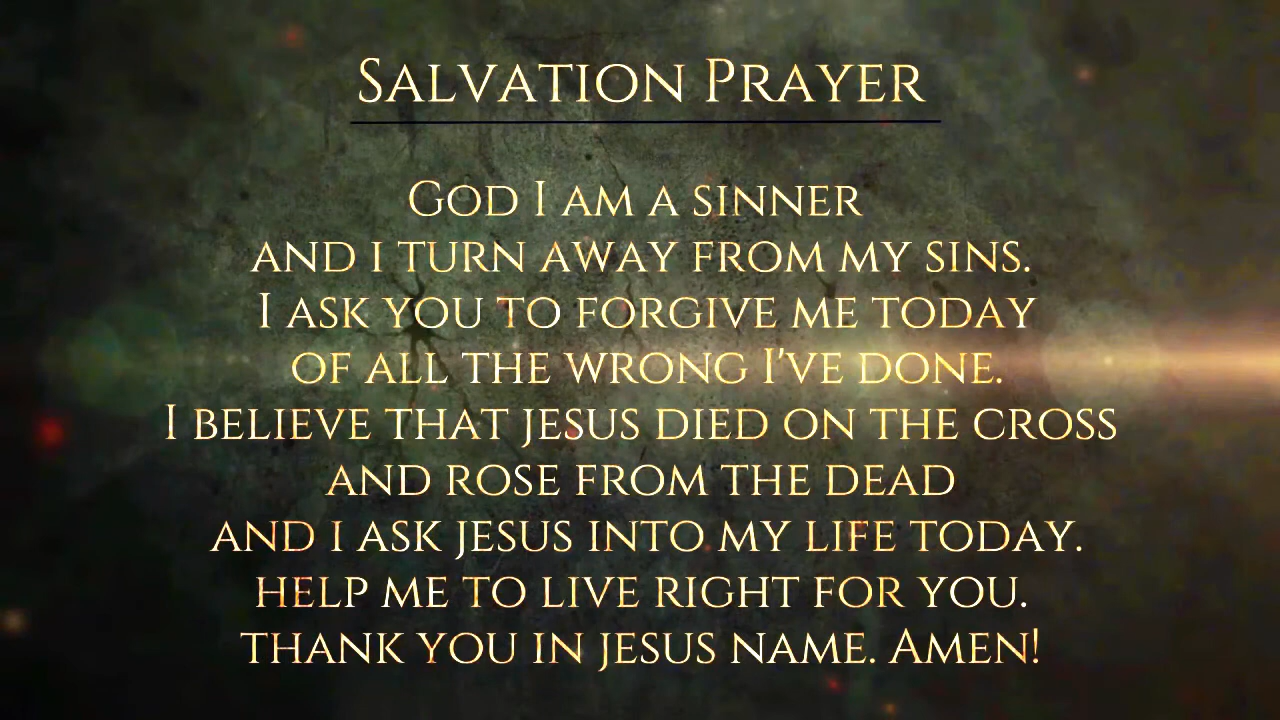 Salvation Prayer
God I am a sinner
and I turn away from my sins.
I ask you to forgive me today
of all the wrong I've done.
I believe that Jesus died on the cross
and rose from the dead
and I ask Jesus into my life today.
Help me to live right for you.
Thank you in Jesus name. Amen!